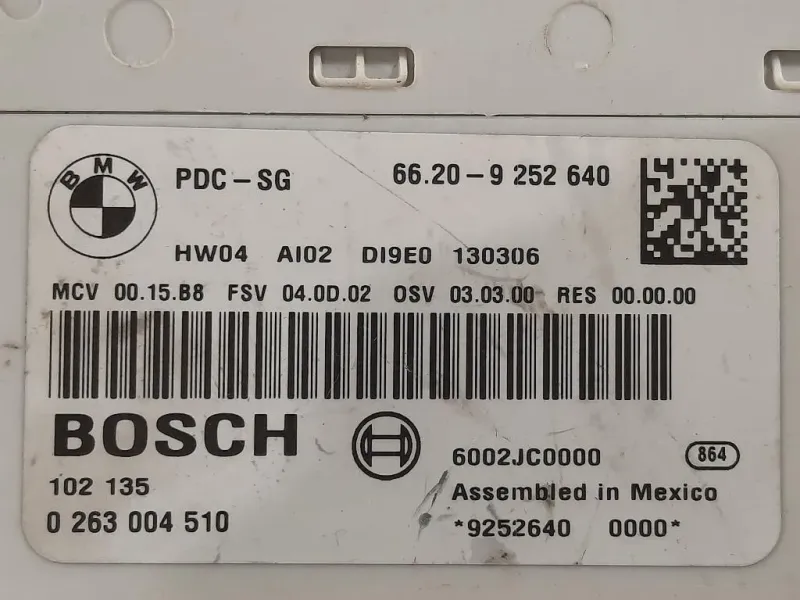 BMW PDC-SG 66.20-9 252 640
HW04 AI02 DI9E0 130306
MCV 00.15.B8 FSV 04.0D.02 OSV 03.03.00 RES 00.00.00
BOSCH
6002JC0000 864
102 135
Assembled in Mexico
0 263 004 510
*9252640 0000*